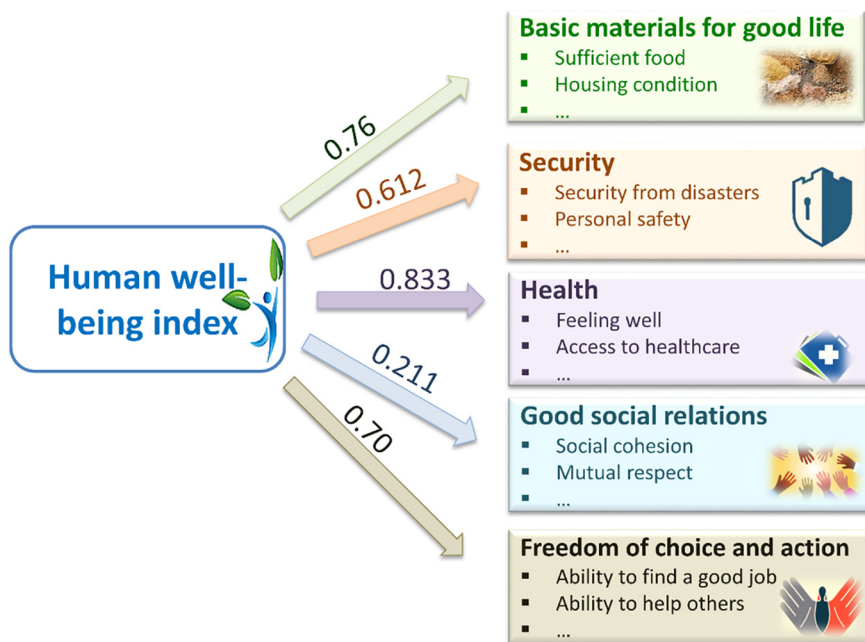 Human well-
being index
0.76
0.612
0.833
0.211
0.70
Basic materials for good life
▪ Sufficient food
▪ Housing condition
▪ ...
Security
▪ Security from disasters
▪ Personal safety
▪ ...
Health
▪ Feeling well
▪ Access to healthcare
▪ ...
Good social relations
▪ Social cohesion
▪ Mutual respect
▪ ...
Freedom of choice and action
▪ Ability to find a good job
▪ Ability to help others
▪ ...